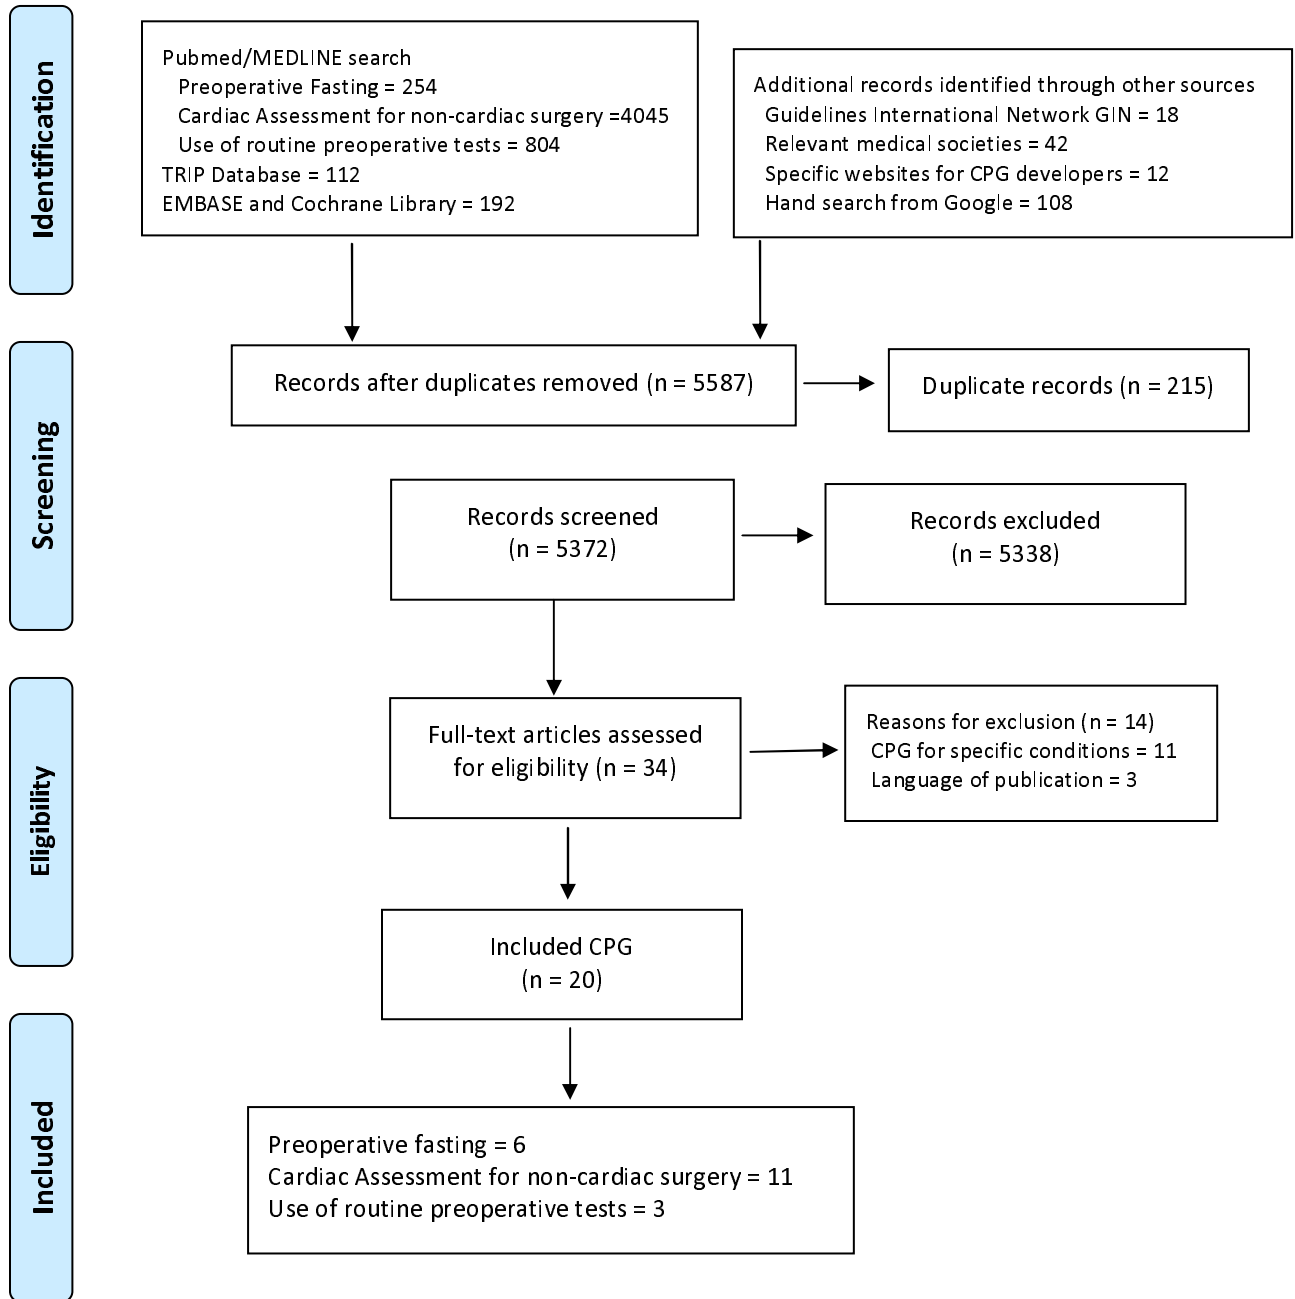 Identification
Pubmed/MEDLINE search
Preoperative Fasting = 254
Cardiac Assessment for non-cardiac surgery =4045
Use of routine preoperative tests = 804
TRIP Database = 112
EMBASE and Cochrane Library = 192
Additional records identified through other sources
Guidelines International Network GIN = 18
Relevant medical societies = 42
Specific websites for CPG developers = 12
Hand search from Google = 108
Screening
Records after duplicates removed (n = 5587)
Duplicate records (n = 215)
Records screened
(n = 5372)
Records excluded
(n = 5338)
Eligibility
Full-text articles assessed
for eligibility (n = 34)
Reasons for exclusion (n = 14)
CPG for specific conditions = 11
Language of publication = 3
Included CPG
(n = 20)
Included
Preoperative fasting = 6
Cardiac Assessment for non-cardiac surgery = 11
Use of routine preoperative tests = 3